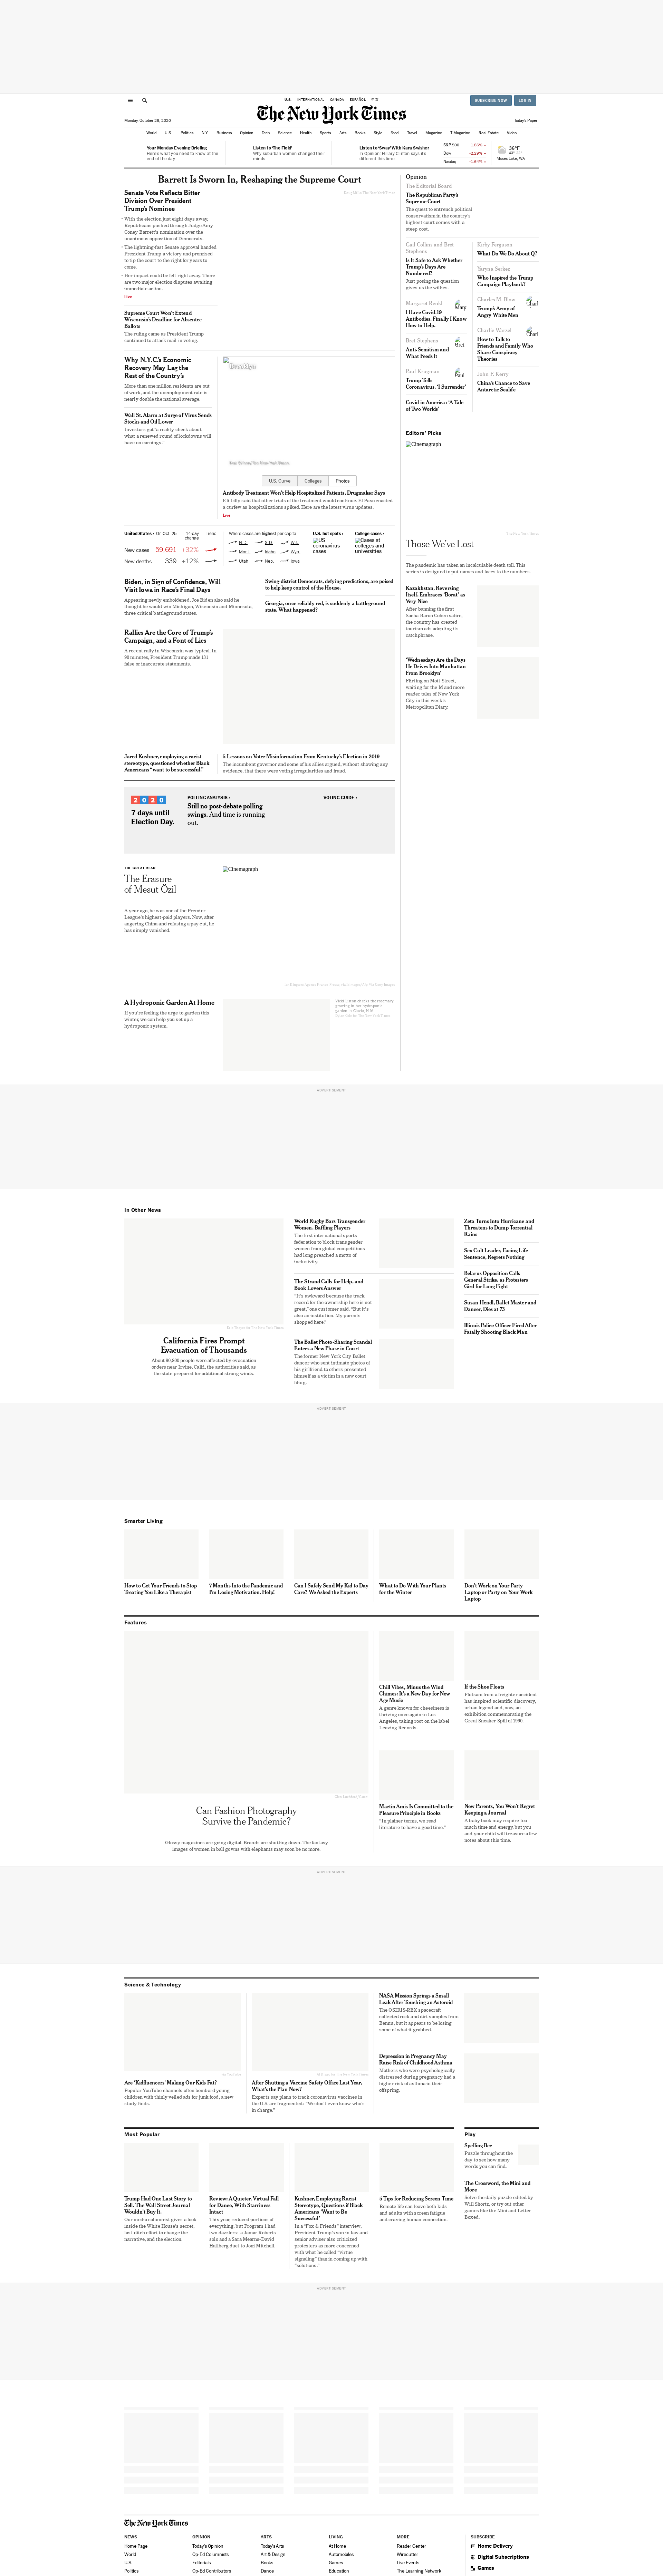 U.S.
INTERNATIONAL
CANADA
ESPAÑOL
中文
SUBSCRIBE NOW
LOG IN
The New York Times
Monday, October 26, 2020
Today's Paper
World
U.S.
Politics
N.Y.
Business
Opinion
Tech
Science
Health
Sports
Arts
Books
Style
Food
Travel
Magazine
T Magazine
Real Estate
Video
Your Monday Evening Briefing
Here's what you need to know at the
end of the day.
Listen to 'The Field'
Why suburban women changed their
minds.
Listen to 'Sway' With Kara Swisher
In Opinion: Hillary Clinton says it's
different this time.
S&P 500 -1.86% ↓
Dow -2.29% ↓
Nasdaq -1.64% ↓
36°F
Moses Lake, WA
Barrett Is Sworn In, Reshaping the Supreme Court
Senate Vote Reflects Bitter
Division Over President
Trump's Nominee
• With the election just eight days away,
Republicans pushed through Judge Amy
Coney Barrett's nomination over the
unanimous opposition of Democrats.
• The lightning-fast Senate approval handed
President Trump a victory and promised
to tip the court to the right for years to
come.
• Her impact could be felt right away. There
are two major election disputes awaiting
immediate action.
Live
Supreme Court Won't Extend
Wisconsin's Deadline for Absentee
Ballots
The ruling came as President Trump
continued to attack mail-in voting.
Why N.Y.C.'s Economic
Recovery May Lag the
Rest of the Country's
More than one million residents are out
of work, and the unemployment rate is
nearly double the national average.
Wall St. Alarm at Surge of Virus Sends
Stocks and Oil Lower
Investors got "a reality check about
what a renewed round of lockdowns will
have on earnings."
Brooklyn
U.S. Curve
Colleges
Photos
Antibody Treatment Won't Help Hospitalized Patients, Drugmaker Says
Eli Lilly said that other trials of the treatment would continue. El Paso enacted
a curfew as hospitalizations spiked. Here are the latest virus updates.
Live
United States › On Oct. 25
14-day
change
Trend
New cases 59,691 +32%
New deaths 339 +12%
Where cases are highest per capita
N.D.
S.D.
Wis.
Mont.
Idaho
Wyo.
Utah
Neb.
Iowa
U.S. hot spots ›
US
coronavirus
cases
College cases ›
Cases at
colleges and
universities
Biden, in Sign of Confidence, Will
Visit Iowa in Race's Final Days
Appearing newly emboldened, Joe Biden also said he
thought he would win Michigan, Wisconsin and Minnesota,
three critical battleground states.
Swing-district Democrats, defying predictions, are poised
to help keep control of the House.
Georgia, once reliably red, is suddenly a battleground
state. What happened?
Rallies Are the Core of Trump's
Campaign, and a Font of Lies
A recent rally in Wisconsin was typical. In
90 minutes, President Trump made 131
false or inaccurate statements.
Jared Kushner, employing a racist
stereotype, questioned whether Black
Americans "want to be successful."
5 Lessons on Voter Misinformation From Kentucky's Election in 2019
The incumbent governor and some of his allies argued, without showing any
evidence, that there were voting irregularities and fraud.
2020
7 days until
Election Day.
POLLING ANALYSIS ›
Still no post-debate polling
swings. And time is running
out.
VOTING GUIDE ›
THE GREAT READ
The Erasure
of Mesut Özil
A year ago, he was one of the Premier
League's highest-paid players. Now, after
angering China and refusing a pay cut, he
has simply vanished.
Cinemagraph
A Hydroponic Garden At Home
If you're feeling the urge to garden this
winter, we can help you set up a
hydroponic system.
Opinion
The Editorial Board
The Republican Party's
Supreme Court
The quest to entrench political
conservatism in the country's
highest court comes with a
steep cost.
Gail Collins and Bret
Stephens
Is It Safe to Ask Whether
Trump's Days Are
Numbered?
Just posing the question
gives us the willies.
Margaret Renkl
I Have Covid-19
Antibodies. Finally I Know
How to Help.
Bret Stephens
Anti-Semitism and
What Feeds It
Paul Krugman
Trump Tells
Coronavirus, 'I Surrender'
Covid in America: 'A Tale
of Two Worlds'
Kirby Ferguson
What Do We Do About Q?
Yaryna Serkez
Who Inspired the Trump
Campaign Playbook?
Charles M. Blow
Trump's Army of
Angry White Men
Charlie Warzel
How to Talk to
Friends and Family Who
Share Conspiracy
Theories
John F. Kerry
China's Chance to Save
Antarctic Sealife
Editors' Picks
Cinemagraph
Those We've Lost
The pandemic has taken an incalculable death toll. This
series is designed to put names and faces to the numbers.
Kazakhstan, Reversing
Itself, Embraces 'Borat' as
Very Nice
After banning the first
Sacha Baron Cohen satire,
the country has created
tourism ads adopting its
catchphrase.
'Wednesdays Are the Days
He Drives Into Manhattan
From Brooklyn'
Flirting on Mott Street,
waiting for the M and more
reader tales of New York
City in this week's
Metropolitan Diary.
ADVERTISEMENT
In Other News
California Fires Prompt
Evacuation of Thousands
About 90,800 people were affected by evacuation
orders near Irvine, Calif., the authorities said, as
the state prepared for additional strong winds.
World Rugby Bars Transgender
Women, Baffling Players
The first international sports
federation to block transgender
women from global competitions
had long preached a motto of
inclusivity.
The Strand Calls for Help, and
Book Lovers Answer
"It's awkward because the track
record for the ownership here is not
great," one customer said. "But it's
also an institution. My parents
shopped here."
The Ballet Photo-Sharing Scandal
Enters a New Phase in Court
The former New York City Ballet
dancer who sent intimate photos of
his girlfriend to others presented
himself as a victim in a new court
filing.
Zeta Turns Into Hurricane and
Threatens to Dump Torrential
Rains
Sex Cult Leader, Facing Life
Sentence, Regrets Nothing
Belarus Opposition Calls
General Strike, as Protesters
Gird for Long Fight
Susan Hendl, Ballet Master and
Dancer, Dies at 73
Illinois Police Officer Fired After
Fatally Shooting Black Man
ADVERTISEMENT
Smarter Living
How to Get Your Friends to Stop
Treating You Like a Therapist
7 Months Into the Pandemic and
I'm Losing Motivation. Help!
Can I Safely Send My Kid to Day
Care? We Asked the Experts
What to Do With Your Plants
for the Winter
Don't Work on Your Party
Laptop or Party on Your Work
Laptop
Features
Can Fashion Photography
Survive the Pandemic?
Glossy magazines are going digital. Brands are shutting down. The fantasy
images of women in ball gowns with elephants may soon be no more.
Chill Vibes, Minus the Wind
Chimes: It's a New Day for New
Age Music
A genre known for cheesiness is
thriving once again in Los
Angeles, taking root on the label
Leaving Records.
If the Shoe Floats
Flotsam from a freighter accident
has inspired scientific discovery,
urban legend and, now, an
exhibition commemorating the
Great Sneaker Spill of 1990.
Martin Amis Is Committed to the
Pleasure Principle in Books
"In plainer terms, we read
literature to have a good time."
New Parents, You Won't Regret
Keeping a Journal
A baby book may require too
much time and energy, but you
and your child will treasure a few
notes about this time.
ADVERTISEMENT
Science & Technology
Are 'Kidfluencers' Making Our Kids Fat?
Popular YouTube channels often bombard young
children with thinly veiled ads for junk food, a new
study finds.
After Shutting a Vaccine Safety Office Last Year,
What's the Plan Now?
Experts say plans to track coronavirus vaccines in
the U.S. are fragmented: "We don't even know who's
in charge."
NASA Mission Springs a Small
Leak After Touching an Asteroid
The OSIRIS-REX spacecraft
collected rock and dirt samples from
Bennu, but it appears to be losing
some of what it grabbed.
Depression in Pregnancy May
Raise Risk of Childhood Asthma
Mothers who were psychologically
distressed during pregnancy had a
higher risk of asthma in their
offspring.
Most Popular
Trump Had One Last Story to
Sell. The Wall Street Journal
Wouldn't Buy It.
Our media columnist gives a look
inside the White House's secret,
last-ditch effort to change the
narrative, and the election.
Review: A Quieter, Virtual Fall
for Dance, With Starriness
Intact
This year, reduced portions of
everything, but Program 1 had
two dazzlers: a Jamar Roberts
solo and a Sara Mearns-David
Hallberg duet to Joni Mitchell.
Kushner, Employing Racist
Stereotype, Questions if Black
Americans 'Want to Be
Successful'
In a "Fox & Friends" interview,
President Trump's son-in-law and
senior adviser also criticized
protesters as more concerned
with what he called "virtue
signaling" than in coming up with
"solutions."
5 Tips for Reducing Screen Time
Remote life can leave both kids
and adults with screen fatigue
and craving human connection.
Play
Spelling Bee
Puzzle throughout the
day to see how many
words you can find.
The Crossword, the Mini and
More
Solve the daily puzzle edited by
Will Shortz, or try out other
games like the Mini and Letter
Boxed.
ADVERTISEMENT
The New York Times
NEWS
Home Page
World
U.S.
Politics
OPINION
Today's Opinion
Op-Ed Columnists
Editorials
Op-Ed Contributors
ARTS
Today's Arts
Art & Design
Books
Dance
LIVING
At Home
Automobiles
Games
Education
MORE
Reader Center
Wirecutter
Live Events
The Learning Network
SUBSCRIBE
Home Delivery
Digital Subscriptions
Games